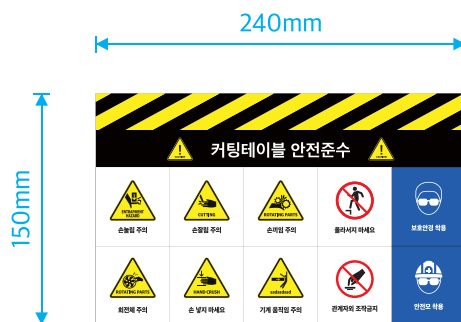 240mm
150mm
커팅테이블 안전준수
ENTRAPMENT
HAZARD
CUTTING
ROTATING PARTS
손눌림 주의
손잘림 주의
손끼임 주의
올라서지 마세요
보호안경 착용
ROTATING PARTS
HAND CRUSH
sadasdasd
회전체 주의
손 넣지 마세요
기계 움직임 주의
관계자외 조작금지
안전모 착용